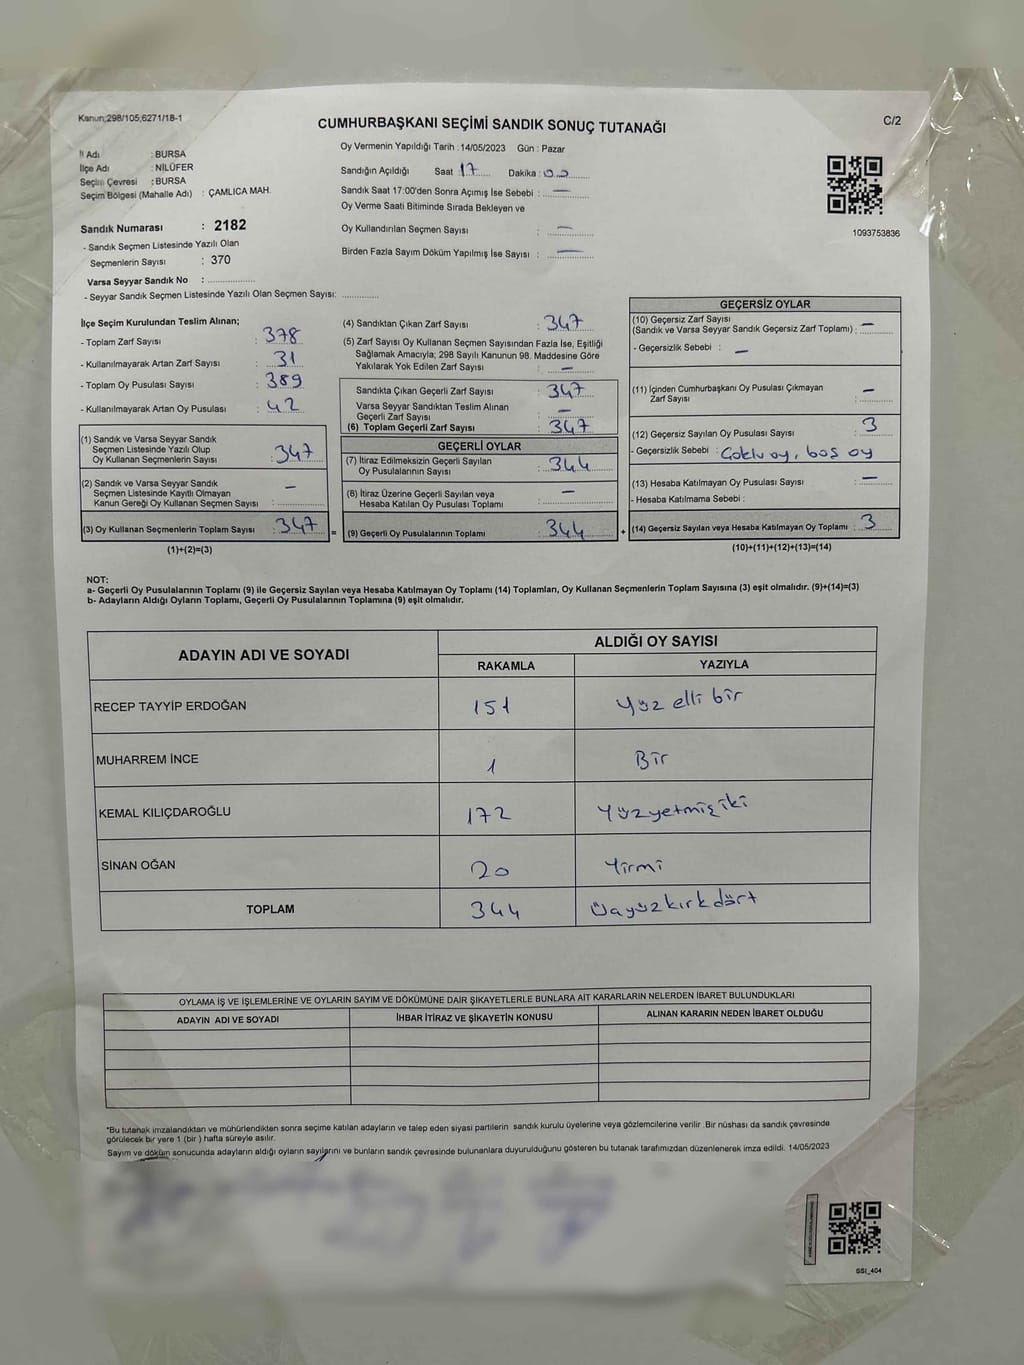 Kanun;298/105;6271/18-1
CUMHURBAŞKANI SEÇİMİ SANDIK SONUÇ TUTANAĞI
C/2
İl Adı : BURSA
İlçe Adı : NİLÜFER
Seçim Çevresi : BURSA
Seçim Bölgesi (Mahalle Adı) : ÇAMLICA MAH.
Sandık Numarası : 2182
- Sandık Seçmen Listesinde Yazılı Olan
Seçmenlerin Sayısı : 370
Varsa Seyyar Sandık No : ..............
- Seyyar Sandık Seçmen Listesinde Yazılı Olan Seçmen Sayısı: ............
Oy Vermenin Yapıldığı Tarih : 14/05/2023 Gün : Pazar
Sandığın Açıldığı Saat 17 Dakika : 00
Sandık Saat 17:00'den Sonra Açımış İse Sebebi : —
Oy Verme Saati Bitiminde Sırada Bekleyen ve
Oy Kullandırılan Seçmen Sayısı : —
Birden Fazla Sayım Döküm Yapılmış İse Sayısı : —
1093753836
İlçe Seçim Kurulundan Teslim Alınan;
- Toplam Zarf Sayısı : 378
- Kullanılmayarak Artan Zarf Sayısı : 31
- Toplam Oy Pusulası Sayısı : 389
- Kullanılmayarak Artan Oy Pusulası : 42
(1) Sandık ve Varsa Seyyar Sandık
Seçmen Listesinde Yazılı Olup
Oy Kullanan Seçmenlerin Sayısı : 347
(2) Sandık ve Varsa Seyyar Sandık
Seçmen Listesinde Kayıtlı Olmayan
Kanun Gereği Oy Kullanan Seçmen Sayısı : —
(3) Oy Kullanan Seçmenlerin Toplam Sayısı : 347
(1)+(2)=(3)
(4) Sandıktan Çıkan Zarf Sayısı : 347
(5) Zarf Sayısı Oy Kullanan Seçmen Sayısından Fazla İse, Eşitliği
Sağlamak Amacıyla; 298 Sayılı Kanunun 98. Maddesine Göre
Yakılarak Yok Edilen Zarf Sayısı : —
Sandıkta Çıkan Geçerli Zarf Sayısı : 347
Varsa Seyyar Sandıktan Teslim Alınan
Geçerli Zarf Sayısı : —
(6) Toplam Geçerli Zarf Sayısı : 347
GEÇERLİ OYLAR
(7) İtiraz Edilmeksizin Geçerli Sayılan
Oy Pusulalarının Sayısı : 344
(8) İtiraz Üzerine Geçerli Sayılan veya
Hesaba Katılan Oy Pusulası Toplamı : —
= (9) Geçerli Oy Pusulalarının Toplamı : 344
GEÇERSİZ OYLAR
(10) Geçersiz Zarf Sayısı
(Sandık ve Varsa Seyyar Sandık Geçersiz Zarf Toplamı) : —
- Geçersizlik Sebebi : —
(11) İçinden Cumhurbaşkanı Oy Pusulası Çıkmayan
Zarf Sayısı : —
(12) Geçersiz Sayılan Oy Pusulası Sayısı : 3
- Geçersizlik Sebebi : Çoklu oy, boş oy
(13) Hesaba Katılmayan Oy Pusulası Sayısı : —
- Hesaba Katılmama Sebebi :
+ (14) Geçersiz Sayılan veya Hesaba Katılmayan Oy Toplamı : 3
(10)+(11)+(12)+(13)=(14)
NOT:
a- Geçerli Oy Pusulalarının Toplamı (9) ile Geçersiz Sayılan veya Hesaba Katılmayan Oy Toplamı (14) Toplamları, Oy Kullanan Seçmenlerin Toplam Sayısına (3) eşit olmalıdır. (9)+(14)=(3)
b- Adayların Aldığı Oyların Toplamı, Geçerli Oy Pusulalarının Toplamına (9) eşit olmalıdır.
ADAYIN ADI VE SOYADI
ALDIĞI OY SAYISI
RAKAMLA YAZIYLA
RECEP TAYYİP ERDOĞAN 151 Yüz elli bir
MUHARREM İNCE 1 Bir
KEMAL KILIÇDAROĞLU 172 Yüzyetmişiki
SİNAN OĞAN 20 Yirmi
TOPLAM 344 Üçyüzkırkdört
OYLAMA İŞ VE İŞLEMLERİNE VE OYLARIN SAYIM VE DÖKÜMÜNE DAİR ŞİKAYETLERLE BUNLARA AİT KARARLARIN NELERDEN İBARET BULUNDUKLARI
ADAYIN ADI VE SOYADI İHBAR İTİRAZ VE ŞİKAYETİN KONUSU ALINAN KARARIN NEDEN İBARET OLDUĞU
*Bu tutanak imzalandıktan ve mühürlendikten sonra seçime katılan adayların ve talep eden siyasi partilerin sandık kurulu üyelerine veya gözlemcilerine verilir .Bir nüshası da sandık çevresinde
görülecek bir yere 1 (bir ) hafta süreyle asılır.
Sayım ve döküm sonucunda adayların aldığı oyların sayılarını ve bunların sandık çevresinde bulunanlara duyurulduğunu gösteren bu tutanak tarafımızdan düzenlenerek imza edildi. 14/05/2023
SSI_404